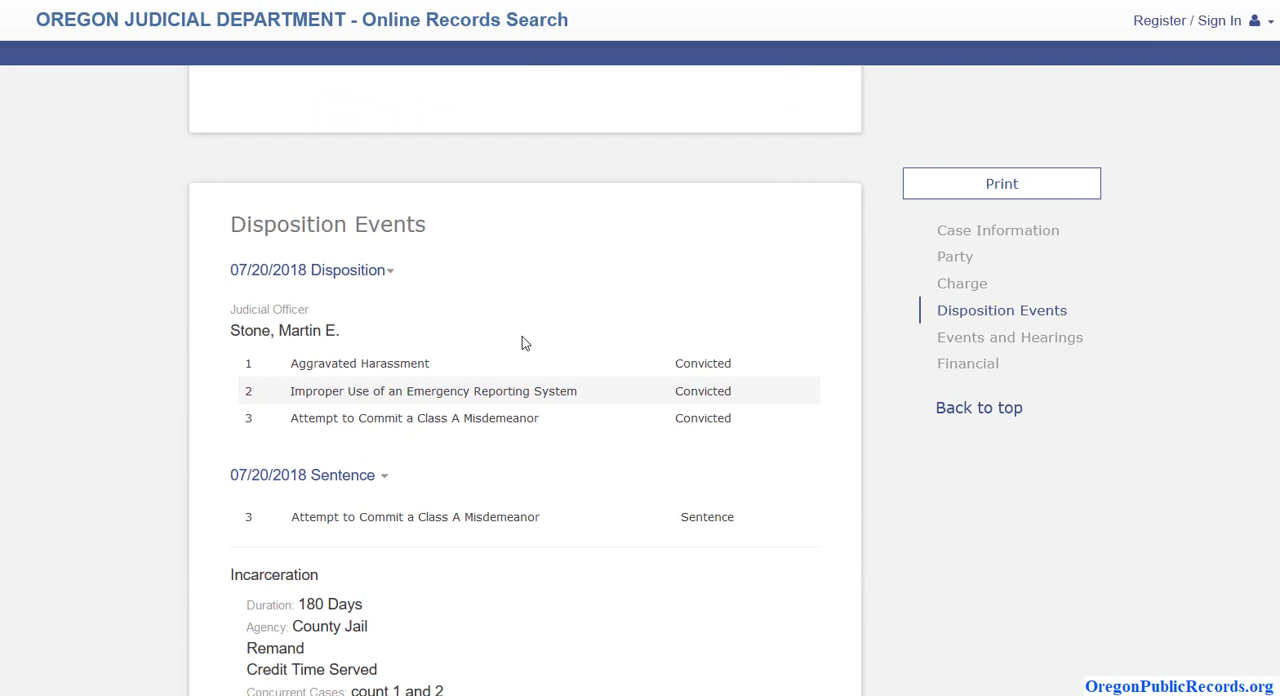 OREGON JUDICIAL DEPARTMENT - Online Records Search
Register / Sign In
Print
Case Information
Party
Charge
Disposition Events
Events and Hearings
Financial
Back to top
Disposition Events
07/20/2018 Disposition
Judicial Officer
Stone, Martin E.
1 Aggravated Harassment Convicted
2 Improper Use of an Emergency Reporting System Convicted
3 Attempt to Commit a Class A Misdemeanor Convicted
07/20/2018 Sentence
3 Attempt to Commit a Class A Misdemeanor Sentence
Incarceration
Duration: 180 Days
Agency: County Jail
Remand
Credit Time Served
Concurrent Cases: count 1 and 2
OregonPublicRecords.org